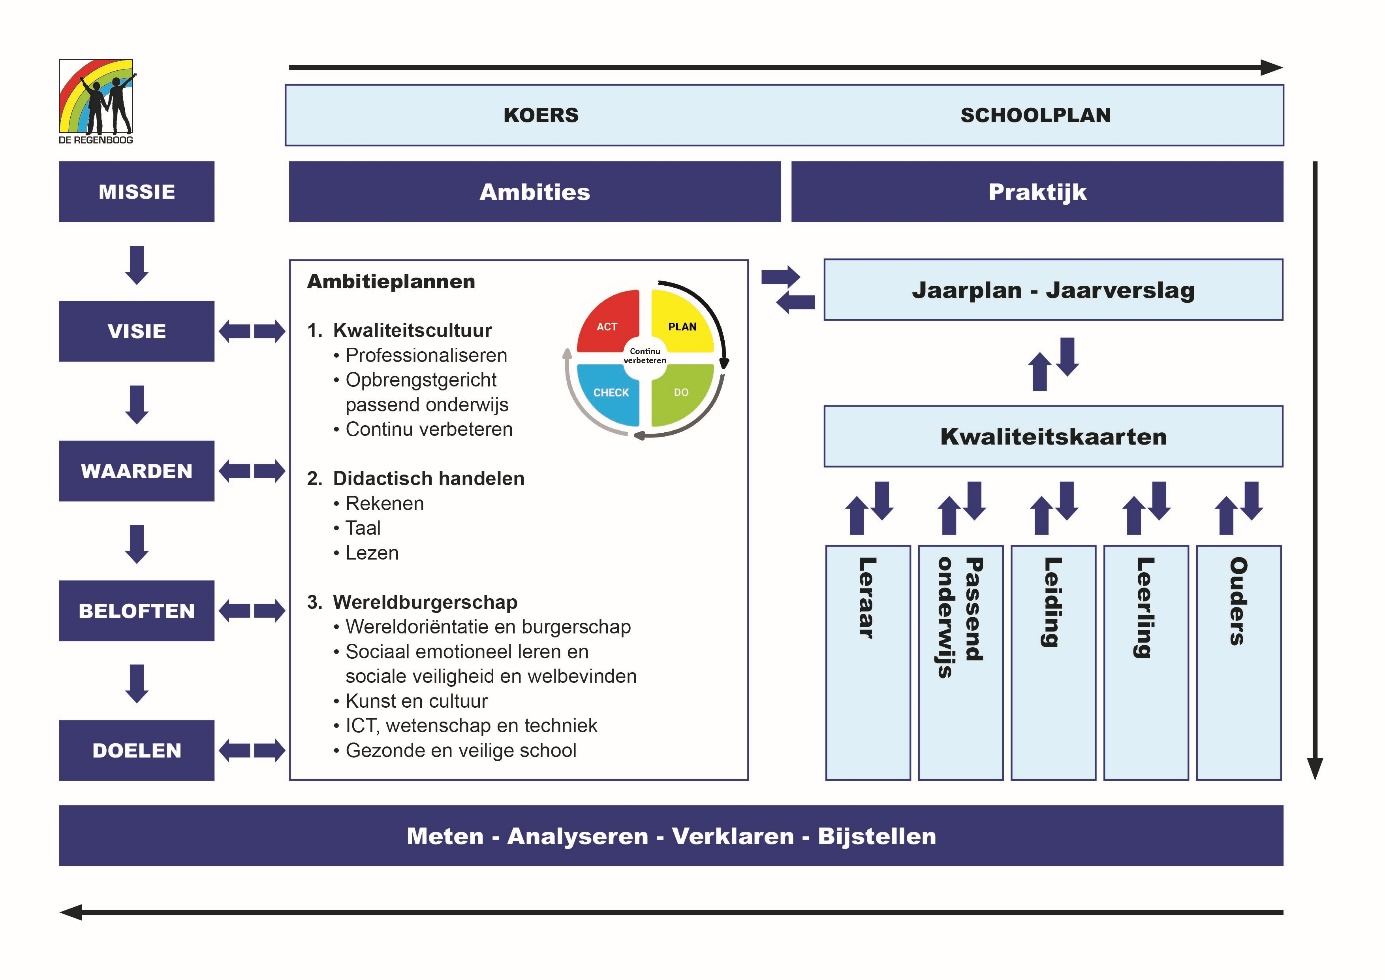 DE REGENBOOG
KOERS
SCHOOLPLAN
MISSIE
Ambities
Praktijk
VISIE
WAARDEN
BELOFTEN
DOELEN
Ambitieplannen
1. Kwaliteitscultuur
• Professionaliseren
• Opbrengstgericht
passend onderwijs
• Continu verbeteren
2. Didactisch handelen
• Rekenen
• Taal
• Lezen
3. Wereldburgerschap
• Wereldoriëntatie en burgerschap
• Sociaal emotioneel leren en
sociale veiligheid en welbevinden
• Kunst en cultuur
• ICT, wetenschap en techniek
• Gezonde en veilige school
ACT
PLAN
Continu
verbeteren
CHECK
DO
Jaarplan - Jaarverslag
Kwaliteitskaarten
Leraar
Passend
onderwijs
Leiding
Leerling
Ouders
Meten - Analyseren - Verklaren - Bijstellen